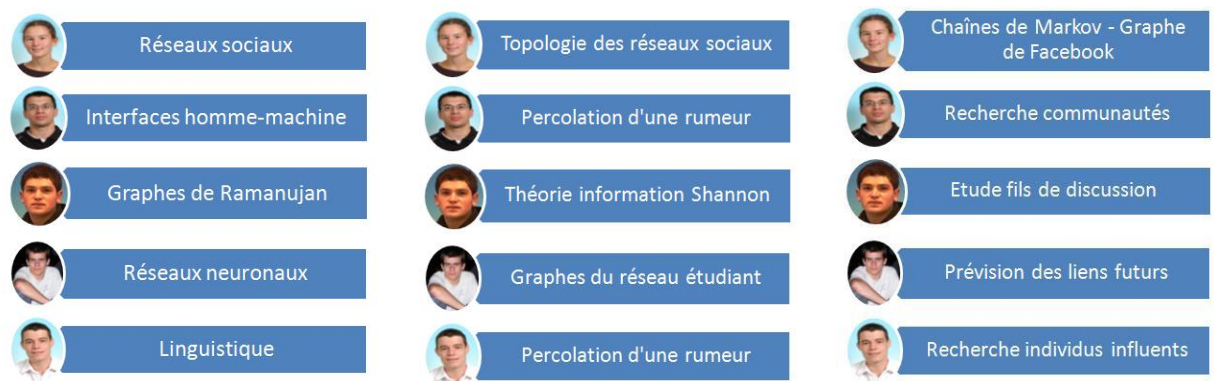 Réseaux sociaux
Interfaces homme-machine
Graphes de Ramanujan
Réseaux neuronaux
Linguistique
Topologie des réseaux sociaux
Percolation d'une rumeur
Théorie information Shannon
Graphes du réseau étudiant
Percolation d'une rumeur
Chaînes de Markov - Graphe
de Facebook
Recherche communautés
Etude fils de discussion
Prévision des liens futurs
Recherche individus influents